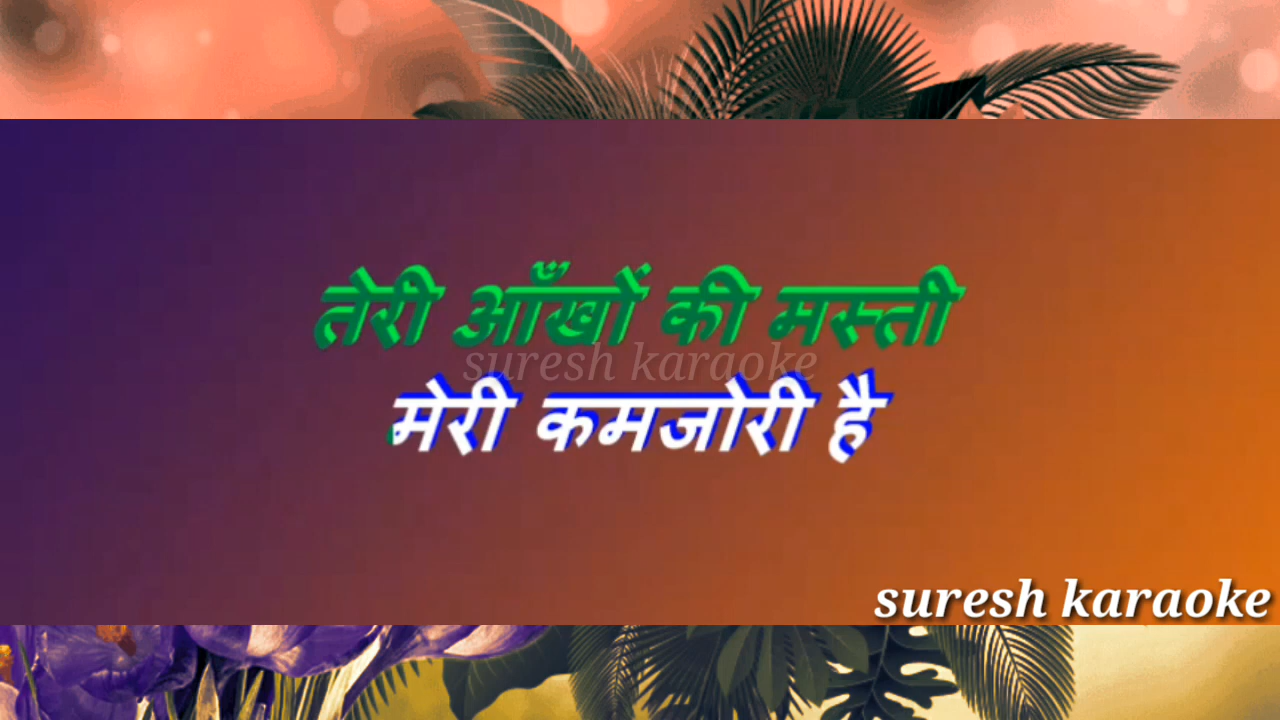 तेरी आँखों की मस्ती
suresh karaoke
मेरी कमजोरी है
suresh karaoke